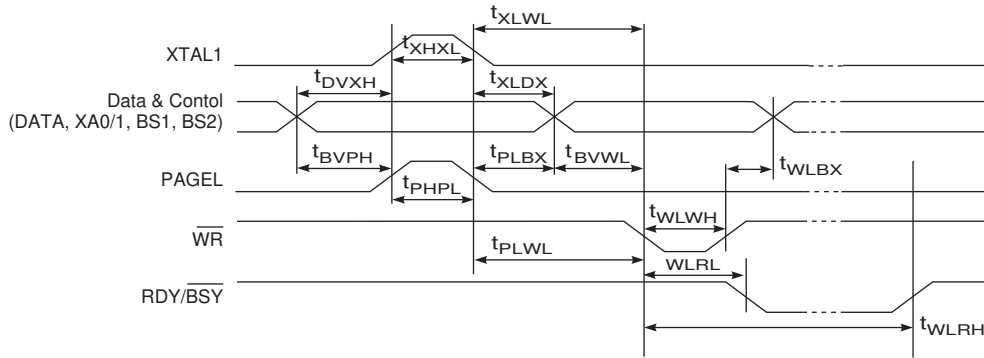 tXLWL
XTAL1
tXHXL
tDVXH
tXLDX
Data & Contol
(DATA, XA0/1, BS1, BS2)
tBVPH
tPLBX
tBVWL
tWLBX
PAGEL
tPHPL
WR
tWLWH
tPLWL
WLRL
RDY/BSY
tWLRH